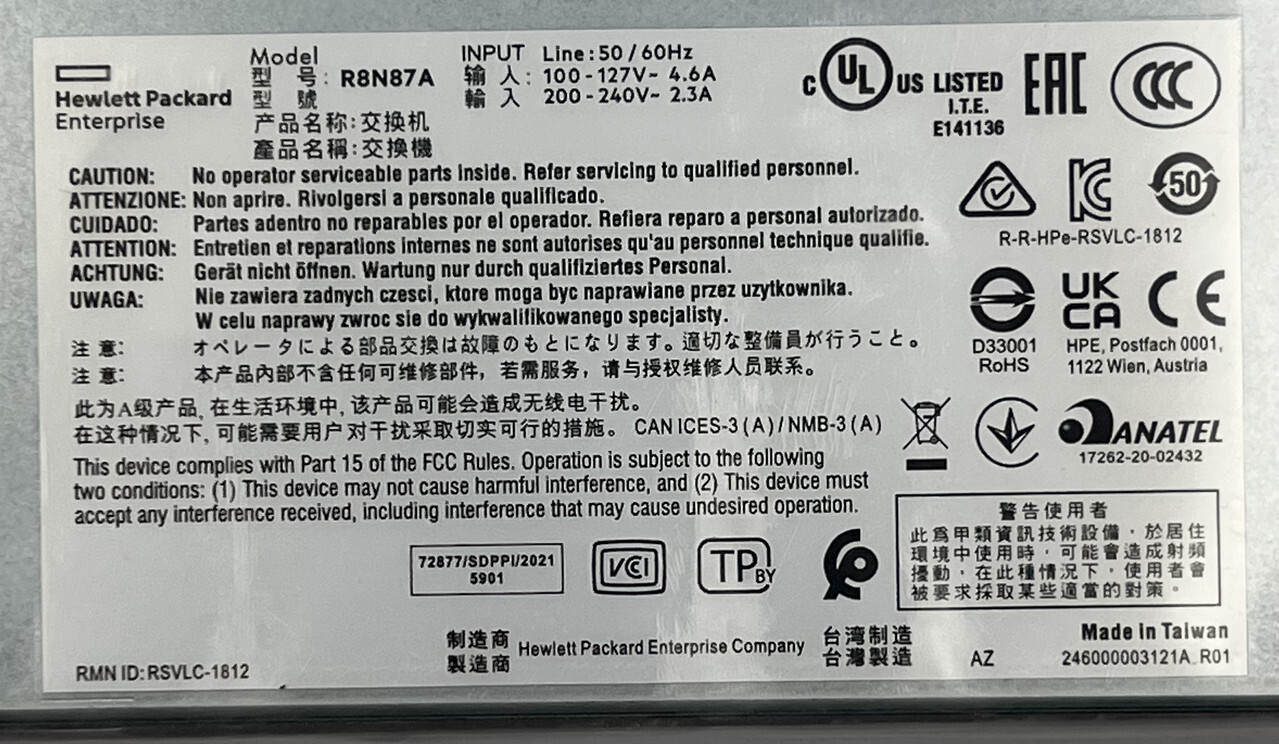 Hewlett Packard
Enterprise
Model
型 号: R8N87A
型 號
产品名称:交换机
產品名稱:交換機
INPUT Line:50/60Hz
输 入: 100-127V~ 4.6A
輸 入 200-240V~ 2.3A
C UL US LISTED
I.T.E.
E141136
EAC
CCC
CAUTION: No operator serviceable parts inside. Refer servicing to qualified personnel.
ATTENZIONE: Non aprire. Rivolgersi a personale qualificado.
CUIDADO: Partes adentro no reparables por el operador. Refiera reparo a personal autorizado.
ATTENTION: Entretien et reparations internes ne sont autorises qu'au personnel technique qualifie.
ACHTUNG: Gerät nicht öffnen. Wartung nur durch qualifiziertes Personal.
UWAGA: Nie zawiera zadnych czesci, ktore moga byc naprawiane przez uzytkownika.
W celu naprawy zwroc sie do wykwalifikowanego specjalisty.
注 意: オペレータによる部品交換は故障のもとになります。適切な整備員が行うこと。
注 意: 本产品内部不含任何可维修部件，若需服务，请与授权维修人员联系。
此为A级产品, 在生活环境中, 该产品可能会造成无线电干扰。
在这种情况下, 可能需要用户对干扰采取切实可行的措施。 CAN ICES-3(A)/NMB-3(A)
This device complies with Part 15 of the FCC Rules. Operation is subject to the following
two conditions: (1) This device may not cause harmful interference, and (2) This device must
accept any interference received, including interference that may cause undesired operation.
50
R-R-HPe-RSVLC-1812
D33001
RoHS
UK
CA
CE
HPE, Postfach 0001,
1122 Wien, Austria
ANATEL
17262-20-02432
警告使用者
此爲甲類資訊技術設備，於居住
環境中使用時，可能會造成射頻
擾動，在此種情況下，使用者會
被要求採取某些適當的對策。
72877/SDPPI/2021
5901
VCCI
TP BY
RMN ID: RSVLC-1812
制造商
製造商
Hewlett Packard Enterprise Company
台湾制造
台灣製造
AZ
Made in Taiwan
246000003121A R01